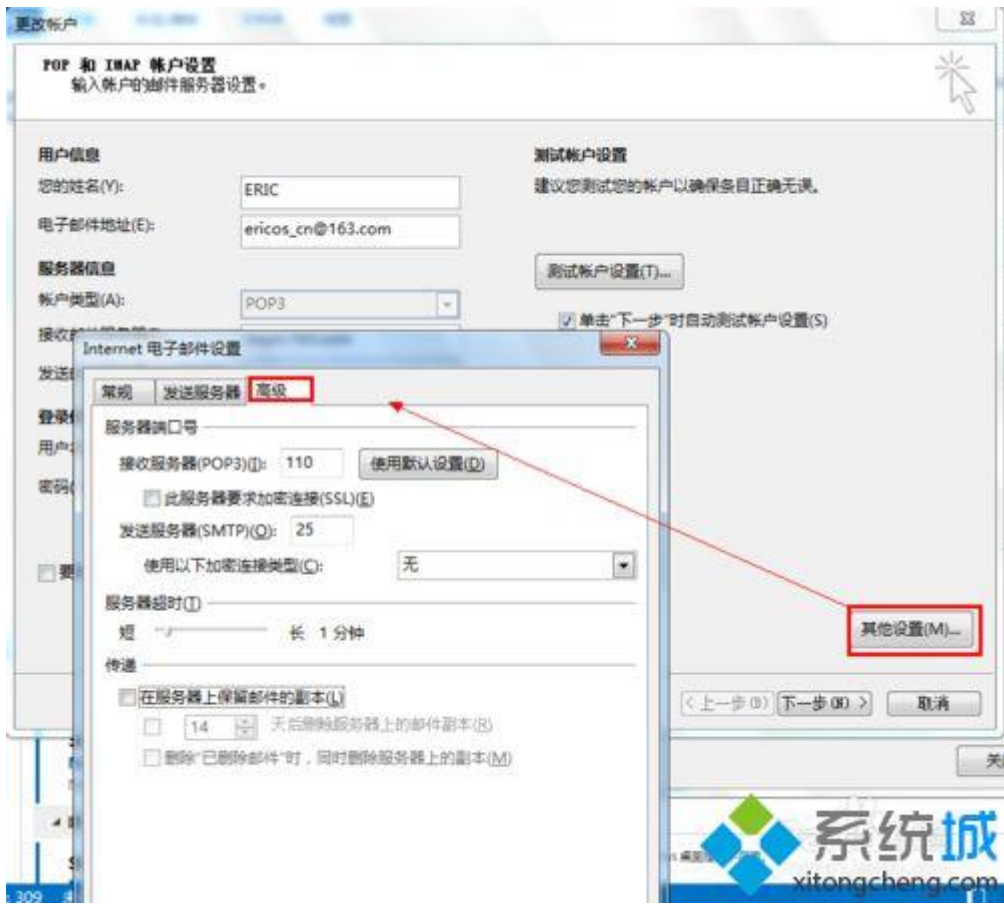 更改帐户
POP 和 IMAP 帐户设置
输入帐户的邮件服务器设置。
用户信息
您的姓名(Y): ERIC
电子邮件地址(E): ericos_cn@163.com
服务器信息
帐户类型(A): POP3
测试帐户设置
建议您测试您的帐户以确保条目正确无误。
测试帐户设置(T)...
单击"下一步"时自动测试帐户设置(S)
Internet 电子邮件设置
常规 发送服务器 高级
服务器端口号
接收服务器(POP3)(I): 110 使用默认设置(D)
此服务器要求加密连接(SSL)(E)
发送服务器(SMTP)(O): 25
使用以下加密连接类型(C): 无
服务器超时(T)
短 长 1 分钟
传递
在服务器上保留邮件的副本(L)
14 天后删除服务器上的邮件副本(R)
删除"已删除邮件"时，同时删除服务器上的副本(M)
其他设置(M)...
<上一步(B) 下一步(N) > 取消
309
系统城
xitongcheng.com